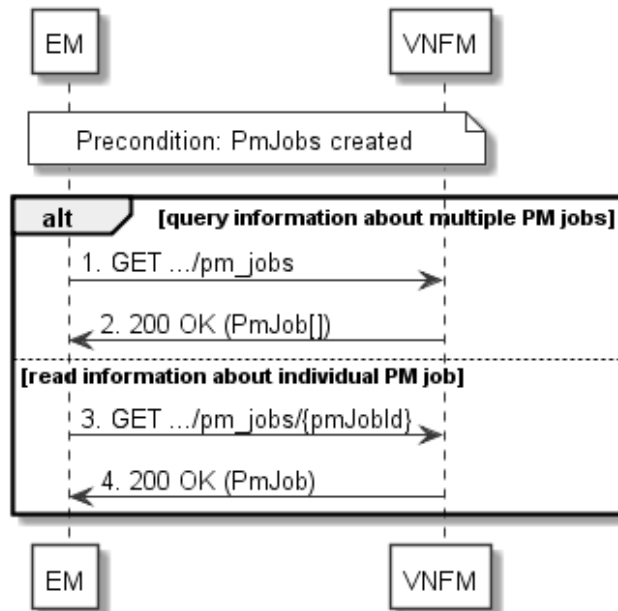 EM
VNFM
Precondition: PmJobs created
alt
[query information about multiple PM jobs]
1. GET .../pm_jobs
2. 200 OK (PmJob[])
[read information about individual PM job]
3. GET .../pm_jobs/{pmJobId}
4. 200 OK (PmJob)
EM
VNFM